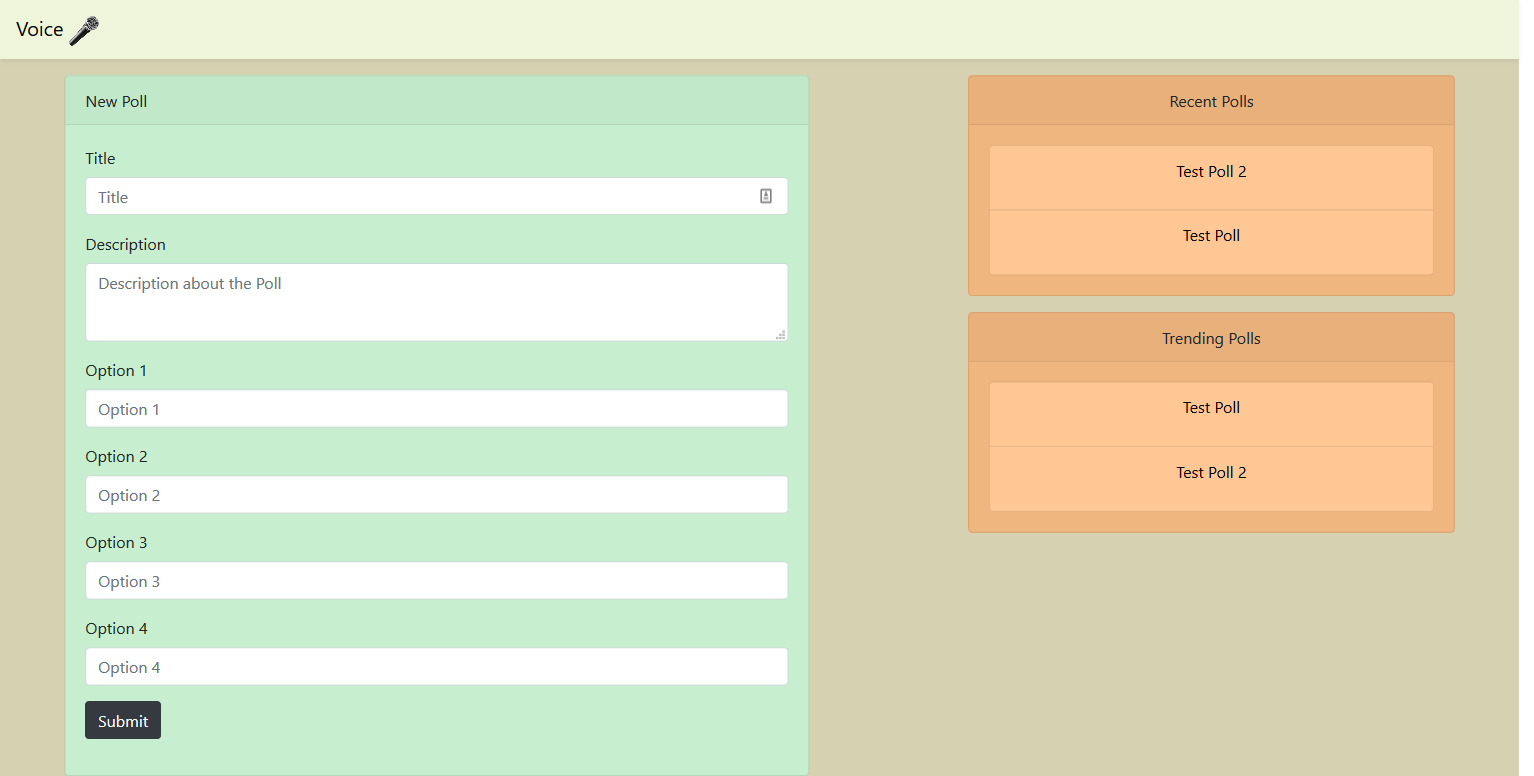 Voice
New Poll
Title
Title
Description
Description about the Poll
Option 1
Option 1
Option 2
Option 2
Option 3
Option 3
Option 4
Option 4
Submit
Recent Polls
Test Poll 2
Test Poll
Trending Polls
Test Poll
Test Poll 2